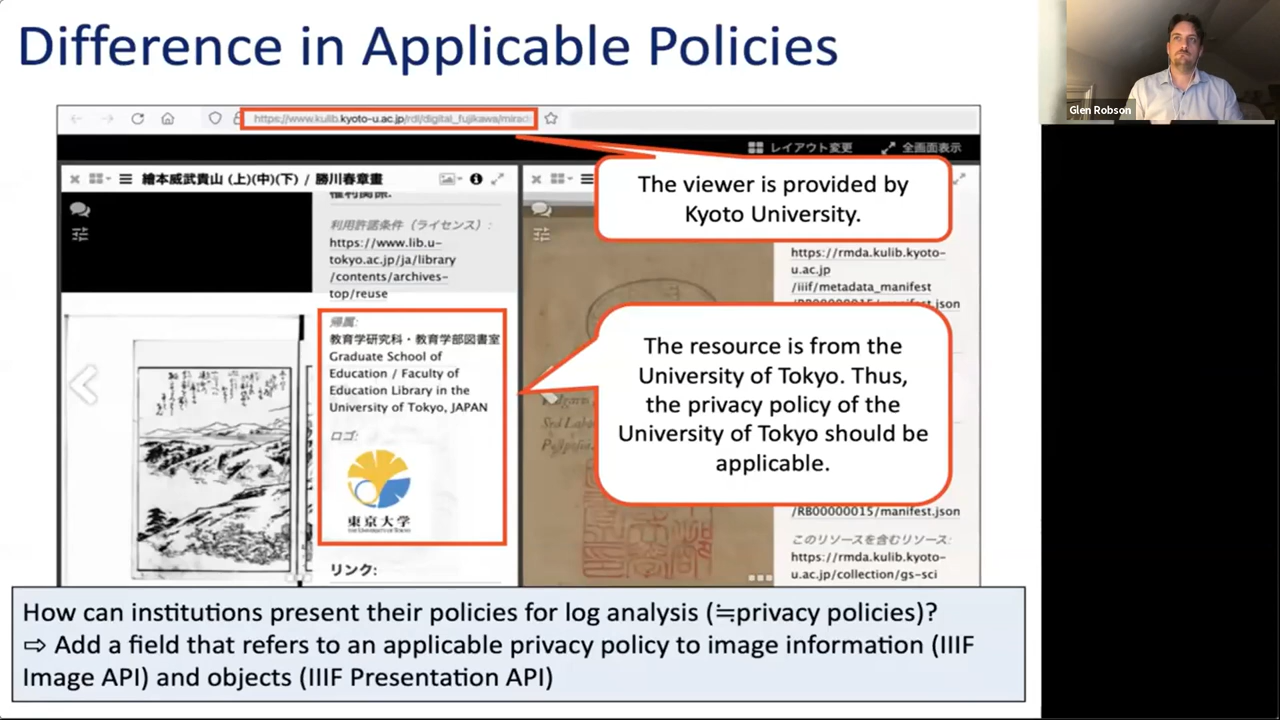 Difference in Applicable Policies
Glen Robson
https://www.kulib.kyoto-u.ac.jp/rdl/digital_fujikawa/mirad
レイアウト変更
全画面表示
繪本威武貴山 (上)(中)(下) / 勝川春章畫
権利関係:
利用許諾条件（ライセンス）:
https://www.lib.u-
tokyo.ac.jp/ja/library
/contents/archives-
top/reuse
帰属:
教育学研究科・教育学部図書室
Graduate School of
Education / Faculty of
Education Library in the
University of Tokyo, JAPAN
ロゴ:
東京大学
THE UNIVERSITY OF TOKYO
リンク:
The viewer is provided by
Kyoto University.
https://rmda.kulib.kyoto-
u.ac.jp
/iiif/metadata_manifest
/RB00000015/manifest.json
The resource is from the
University of Tokyo. Thus,
the privacy policy of the
University of Tokyo should be
applicable.
/RB00000015/manifest.json
このリソースを含むリソース:
https://rmda.kulib.kyoto-
u.ac.jp/collection/gs-sci
How can institutions present their policies for log analysis (≒privacy policies)?
⇨ Add a field that refers to an applicable privacy policy to image information (IIIF
Image API) and objects (IIIF Presentation API)